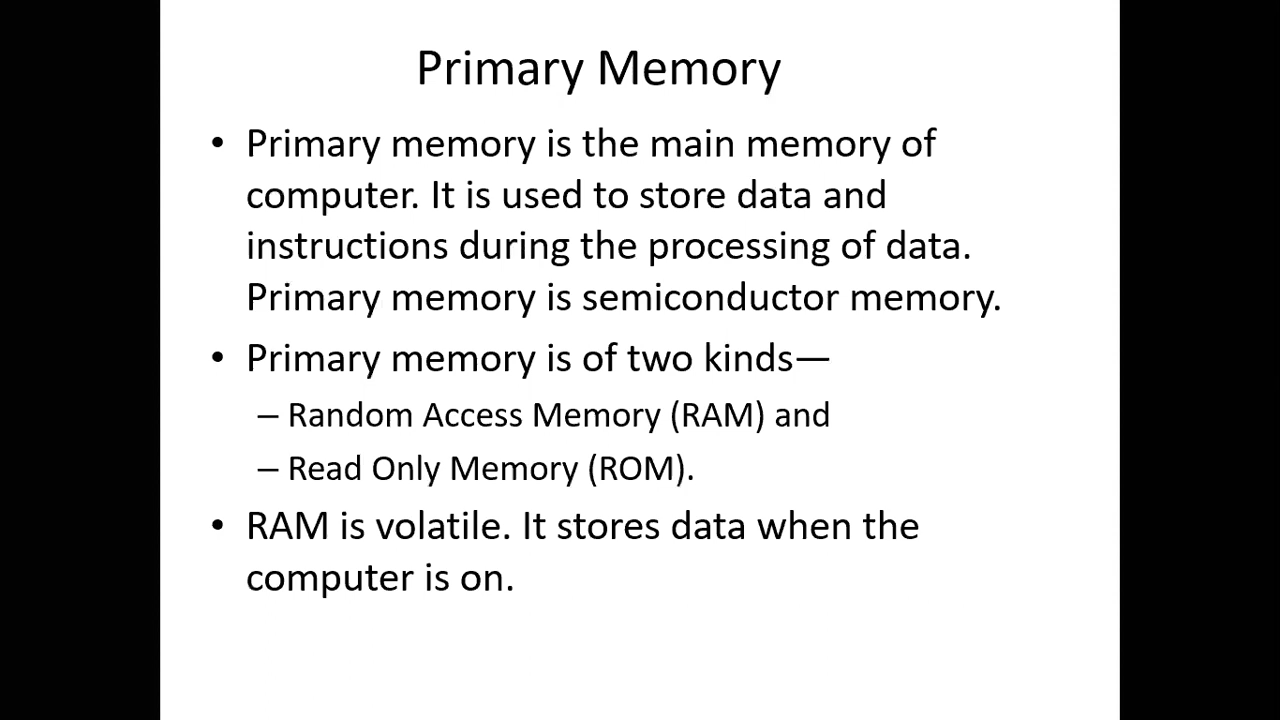 Primary Memory
• Primary memory is the main memory of
computer. It is used to store data and
instructions during the processing of data.
Primary memory is semiconductor memory.
• Primary memory is of two kinds—
– Random Access Memory (RAM) and
– Read Only Memory (ROM).
• RAM is volatile. It stores data when the
computer is on.